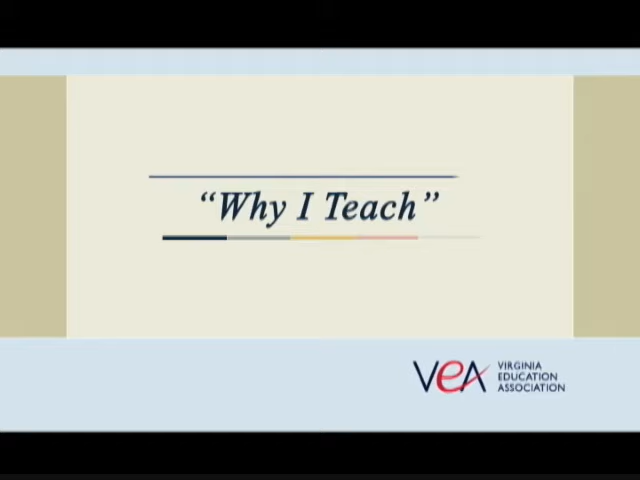 “Why I Teach”
VEA
VIRGINIA
EDUCATION
ASSOCIATION